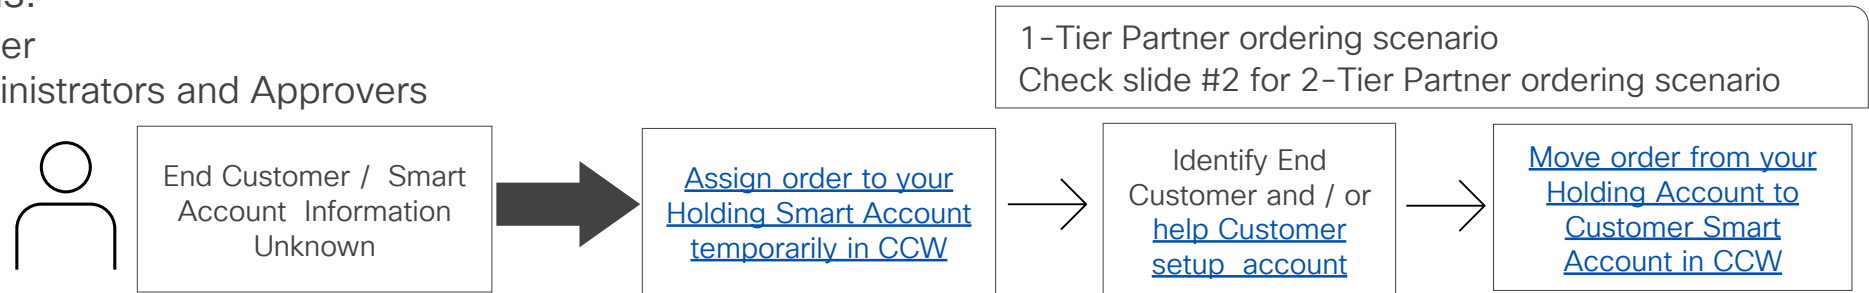 1-Tier Partner ordering scenario
Check slide #2 for 2-Tier Partner ordering scenario
inistrators and Approvers
End Customer / Smart
Account Information
Unknown
Assign order to your
Holding Smart Account
temporarily in CCW
Identify End
Customer and / or
help Customer
setup account
Move order from your
Holding Account to
Customer Smart
Account in CCW